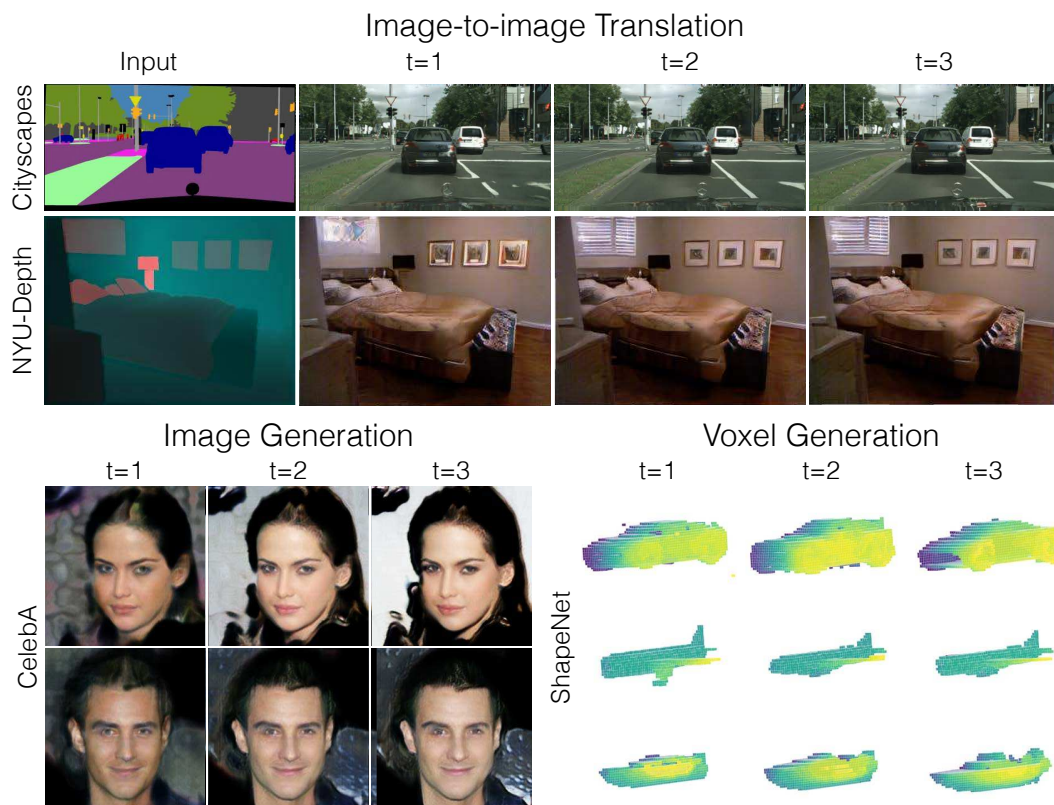 Image-to-image Translation
Input t=1 t=2 t=3
Cityscapes
NYU-Depth
Image Generation
t=1 t=2 t=3
CelebA
Voxel Generation
t=1 t=2 t=3
ShapeNet